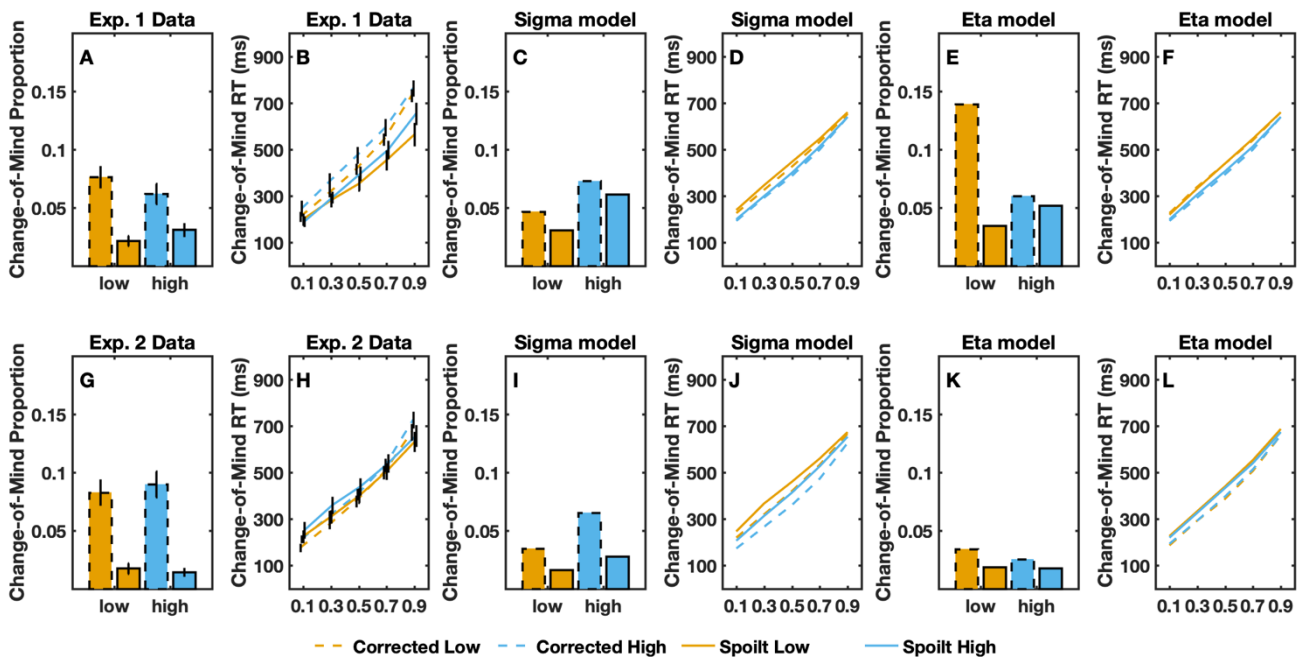 Exp. 1 Data
Exp. 1 Data
Sigma model
Sigma model
Eta model
Eta model
A
B
C
D
E
F
Change-of-Mind Proportion
0.15
0.1
0.05
low high
Change-of-Mind RT (ms)
900
700
500
300
100
0.1 0.3 0.5 0.7 0.9
Change-of-Mind Proportion
0.15
0.1
0.05
low high
Change-of-Mind RT (ms)
900
700
500
300
100
0.1 0.3 0.5 0.7 0.9
Change-of-Mind Proportion
0.15
0.1
0.05
low high
Change-of-Mind RT (ms)
900
700
500
300
100
0.1 0.3 0.5 0.7 0.9
Exp. 2 Data
Exp. 2 Data
Sigma model
Sigma model
Eta model
Eta model
G
H
I
J
K
L
Change-of-Mind Proportion
0.15
0.1
0.05
low high
Change-of-Mind RT (ms)
900
700
500
300
100
0.1 0.3 0.5 0.7 0.9
Change-of-Mind Proportion
0.15
0.1
0.05
low high
Change-of-Mind RT (ms)
900
700
500
300
100
0.1 0.3 0.5 0.7 0.9
Change-of-Mind Proportion
0.15
0.1
0.05
low high
Change-of-Mind RT (ms)
900
700
500
300
100
0.1 0.3 0.5 0.7 0.9
Corrected Low Corrected High Spoilt Low Spoilt High